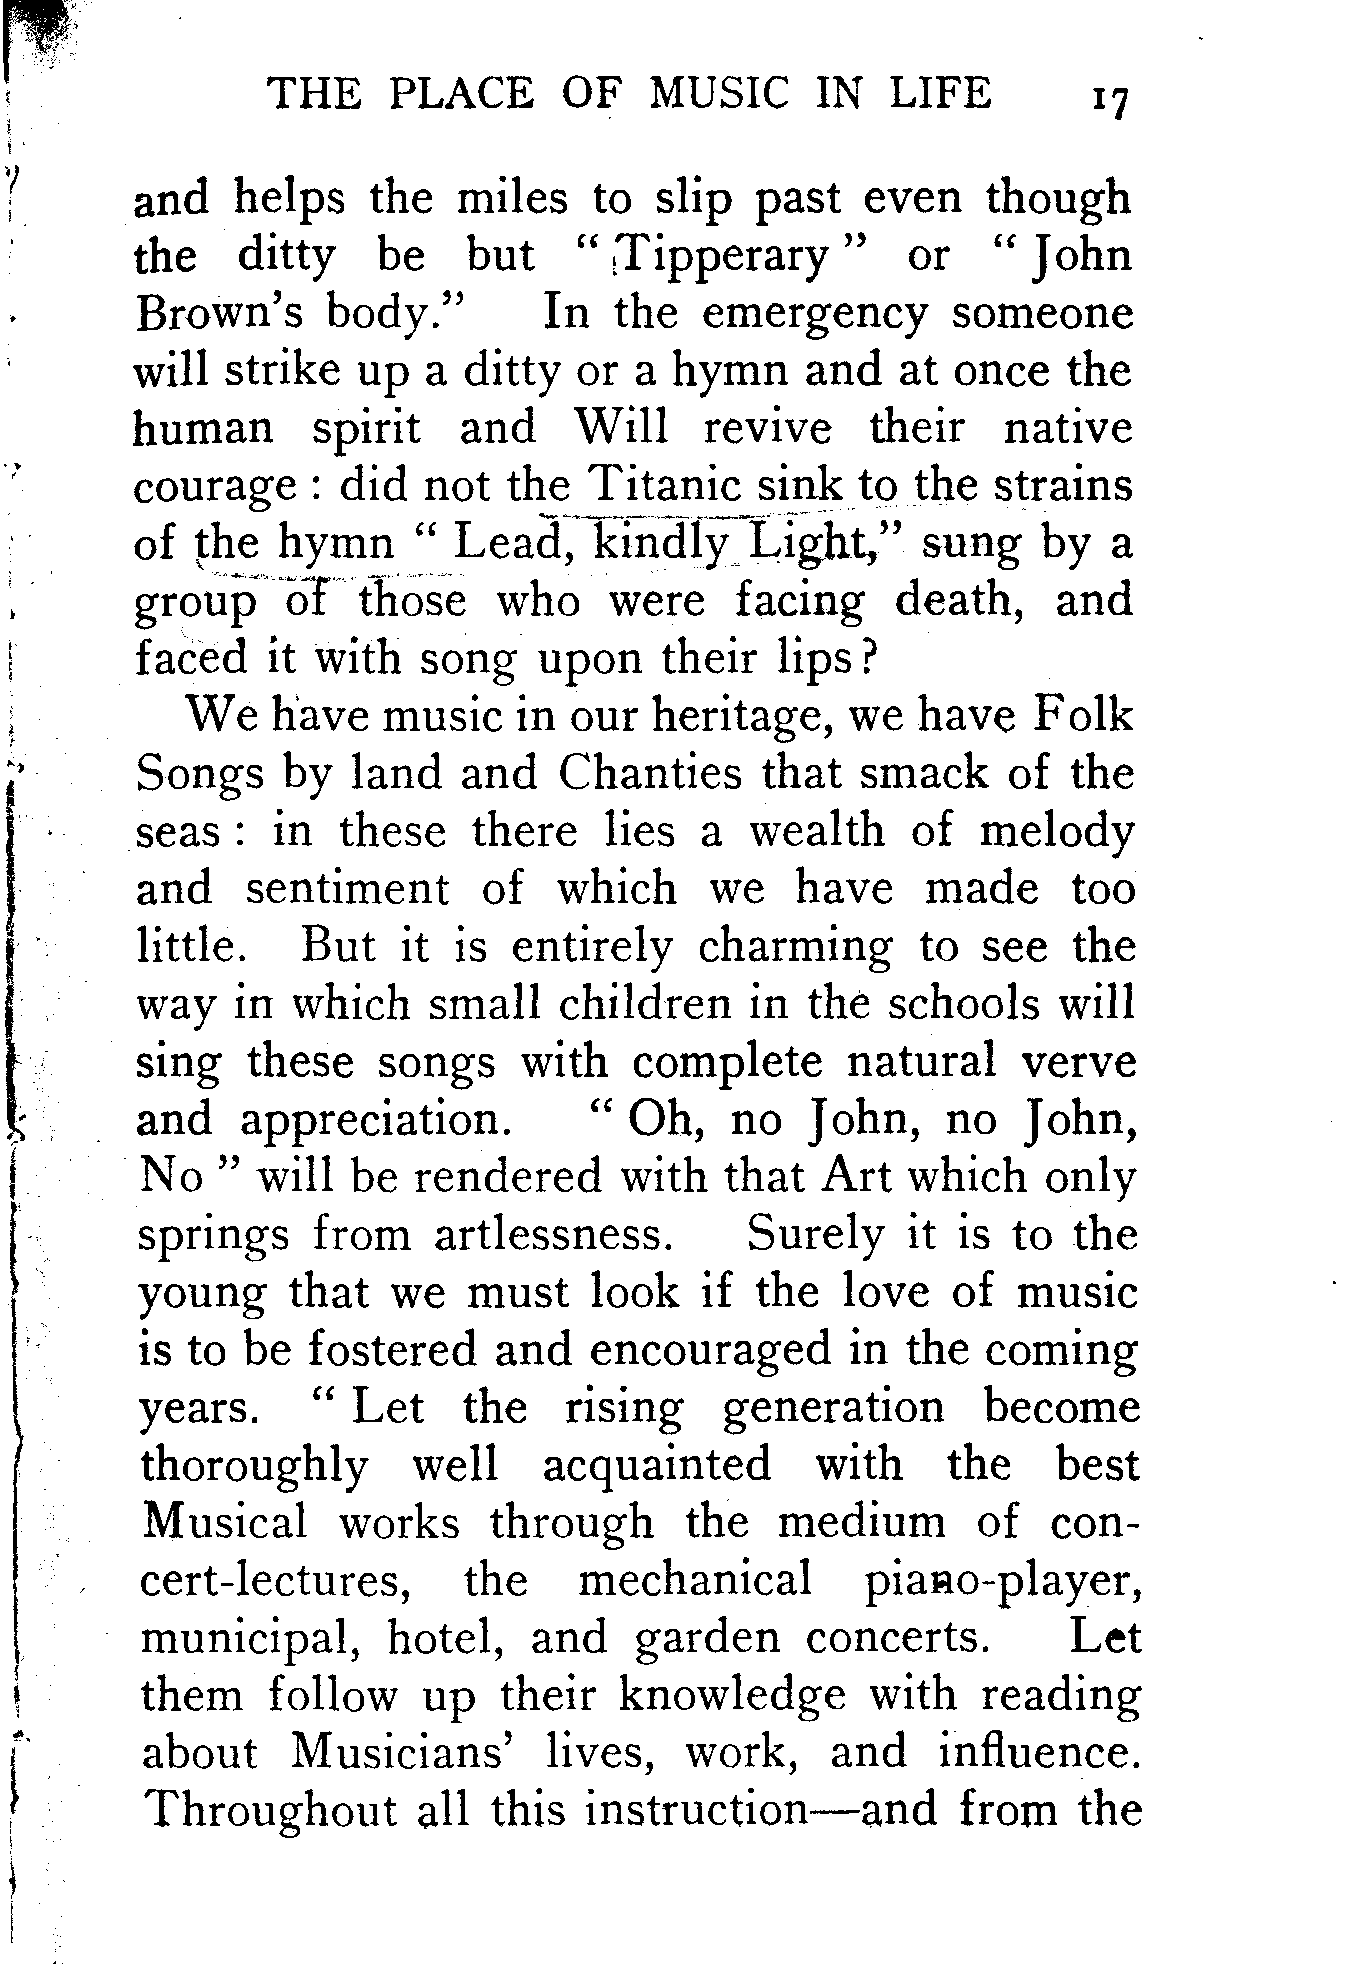 THE PLACE OF MUSIC IN LIFE 17
and helps the miles to slip past even though
the ditty be but “ Tipperary ” or “ John
Brown's body.” In the emergency someone
will strike up a ditty or a hymn and at once the
human spirit and Will revive their native
courage : did not the Titanic sink to the strains
of the hymn “ Lead, kindly Light,” sung by a
group of those who were facing death, and
faced it with song upon their lips ?
We have music in our heritage, we have Folk
Songs by land and Chanties that smack of the
seas : in these there lies a wealth of melody
and sentiment of which we have made too
little. But it is entirely charming to see the
way in which small children in the schools will
sing these songs with complete natural verve
and appreciation. “ Oh, no John, no John,
No ” will be rendered with that Art which only
springs from artlessness. Surely it is to the
young that we must look if the love of music
is to be fostered and encouraged in the coming
years. “ Let the rising generation become
thoroughly well acquainted with the best
Musical works through the medium of con-
cert-lectures, the mechanical piano-player,
municipal, hotel, and garden concerts. Let
them follow up their knowledge with reading
about Musicians' lives, work, and influence.
Throughout all this instruction—and from the